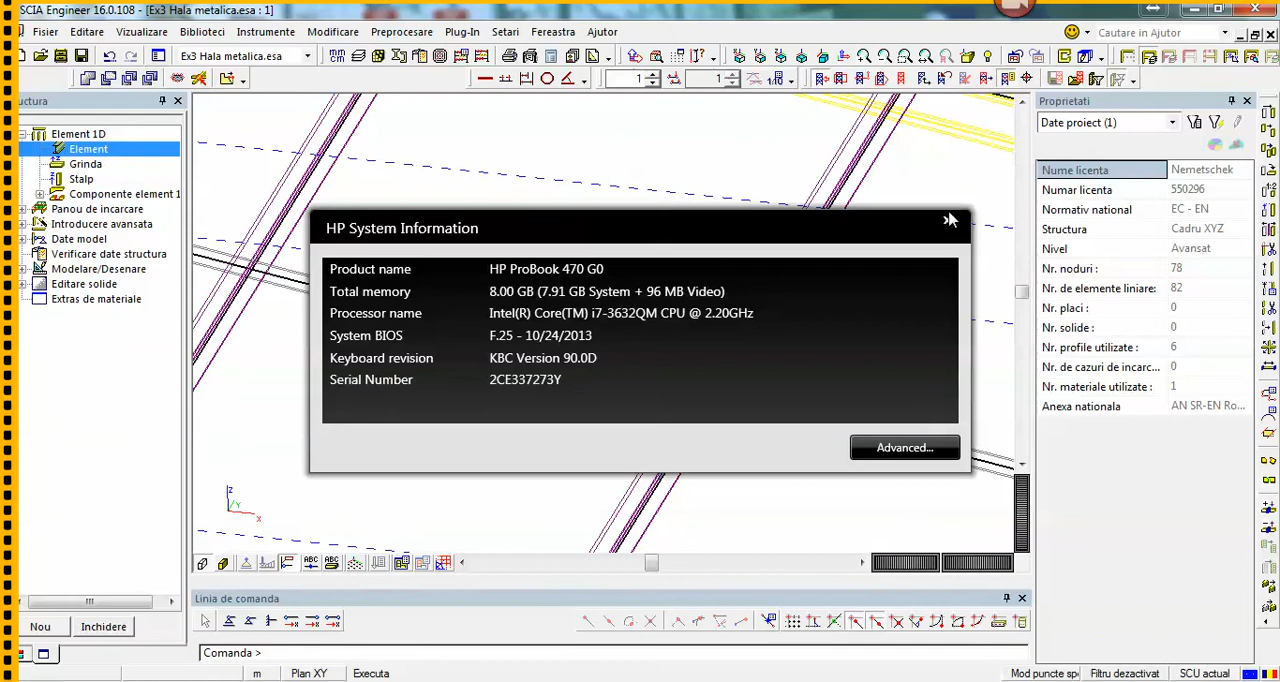 SCIA Engineer 16.0.108 - [Ex3 Hala metalica.esa : 1]
Fisier Editare Vizualizare Biblioteci Instrumente Modificare Preprocesare Plug-In Setari Fereastra Ajutor Cautare in Ajutor
Ex3 Hala metalica.esa
1 1
uctura
Proprietati
Date proiect (1)
Element 1D
Element
Grinda
Stalp
Componente element 1
Panou de incarcare
Introducere avansata
Date model
Verificare date structura
Modelare/Desenare
Editare solide
Extras de materiale
Nou Inchidere
HP System Information
Product name HP ProBook 470 G0
Total memory 8.00 GB (7.91 GB System + 96 MB Video)
Processor name Intel(R) Core(TM) i7-3632QM CPU @ 2.20GHz
System BIOS F.25 - 10/24/2013
Keyboard revision KBC Version 90.0D
Serial Number 2CE337273Y
Advanced...
Nume licenta Nemetschek
Numar licenta 550296
Normativ national EC - EN
Structura Cadru XYZ
Nivel Avansat
Nr. noduri : 78
Nr. de elemente liniare: 82
Nr. placi : 0
Nr. solide : 0
Nr. profile utilizate : 6
Nr. de cazuri de incarc... 0
Nr. materiale utilizate : 1
Anexa nationala AN SR-EN Ro...
Z
Y
X
ABC ABC
Linia de comanda
Comanda >
m Plan XY Executa Mod puncte sp Filtru dezactivat SCU actual